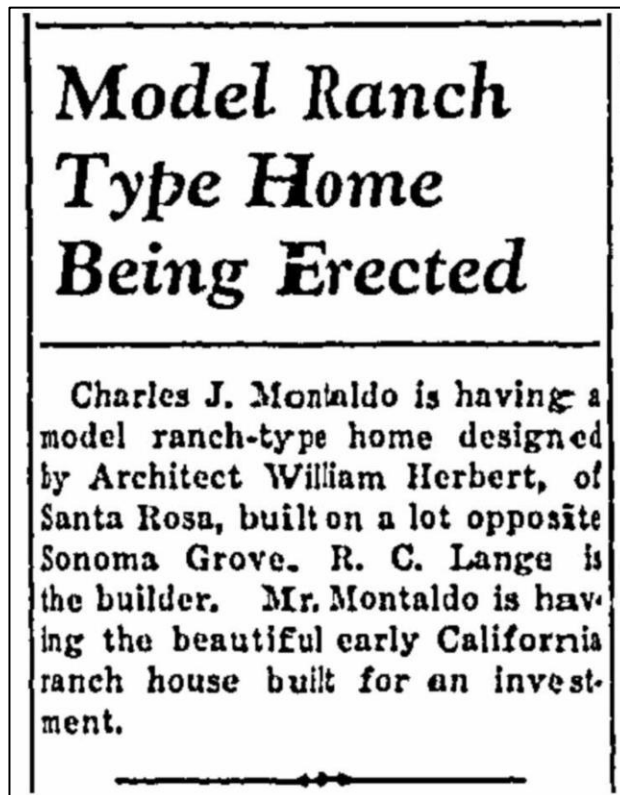 Model Ranch
Type Home
Being Erected
Charles J. Montaldo is having a
model ranch-type home designed
by Architect William Herbert, of
Santa Rosa, built on a lot opposite
Sonoma Grove. R. C. Lange is
the builder. Mr. Montaldo is hav-
ing the beautiful early California
ranch house built for an invest-
ment.